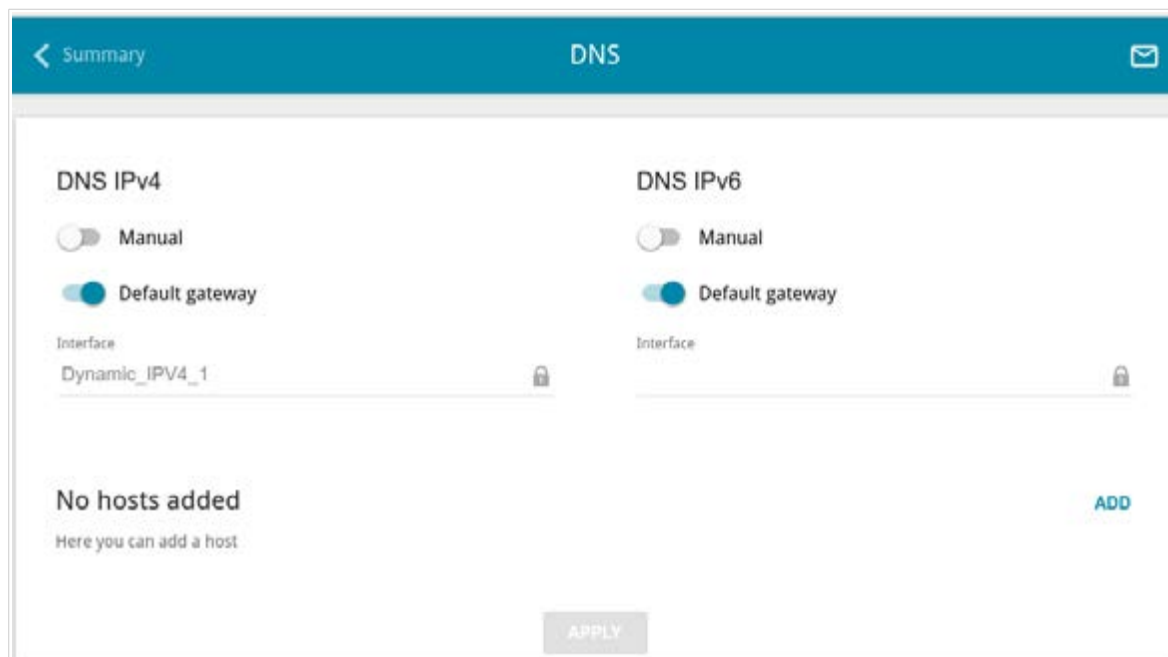 Summary
DNS
DNS IPv4
Manual
Default gateway
Interface
Dynamic_IPV4_1
DNS IPv6
Manual
Default gateway
Interface
No hosts added
ADD
Here you can add a host
APPLY